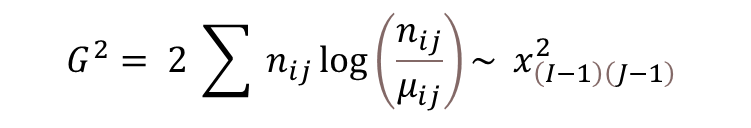 G² = 2 ∑ nᵢⱼ log (nᵢⱼ / μᵢⱼ) ~ x²₍I₋₁₎₍J₋₁₎